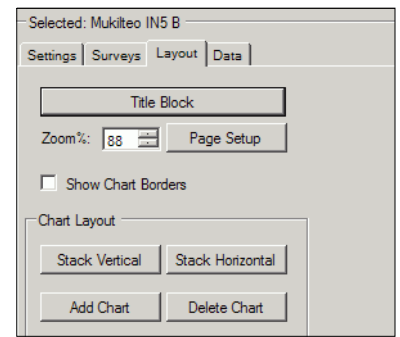 Selected: Mukilteo IN5 B
Settings Surveys Layout Data
Title Block
Zoom%: 88 Page Setup
Show Chart Borders
Chart Layout
Stack Vertical Stack Horizontal
Add Chart Delete Chart